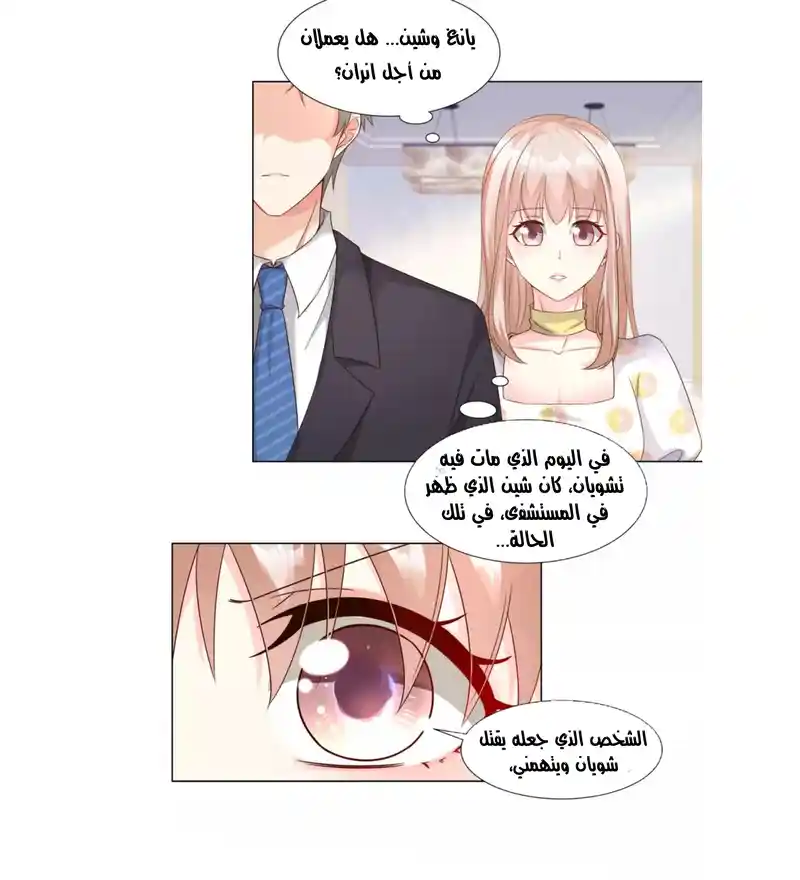 يانغ وشين... هل يعملان
من أجل انران؟
في اليوم الذي مات فيه
تشويان، كان شين الذي ظهر
في المستشفى، في تلك
الحالة...
الشخص الذي جعله يقتل
شويان ويتهمني،